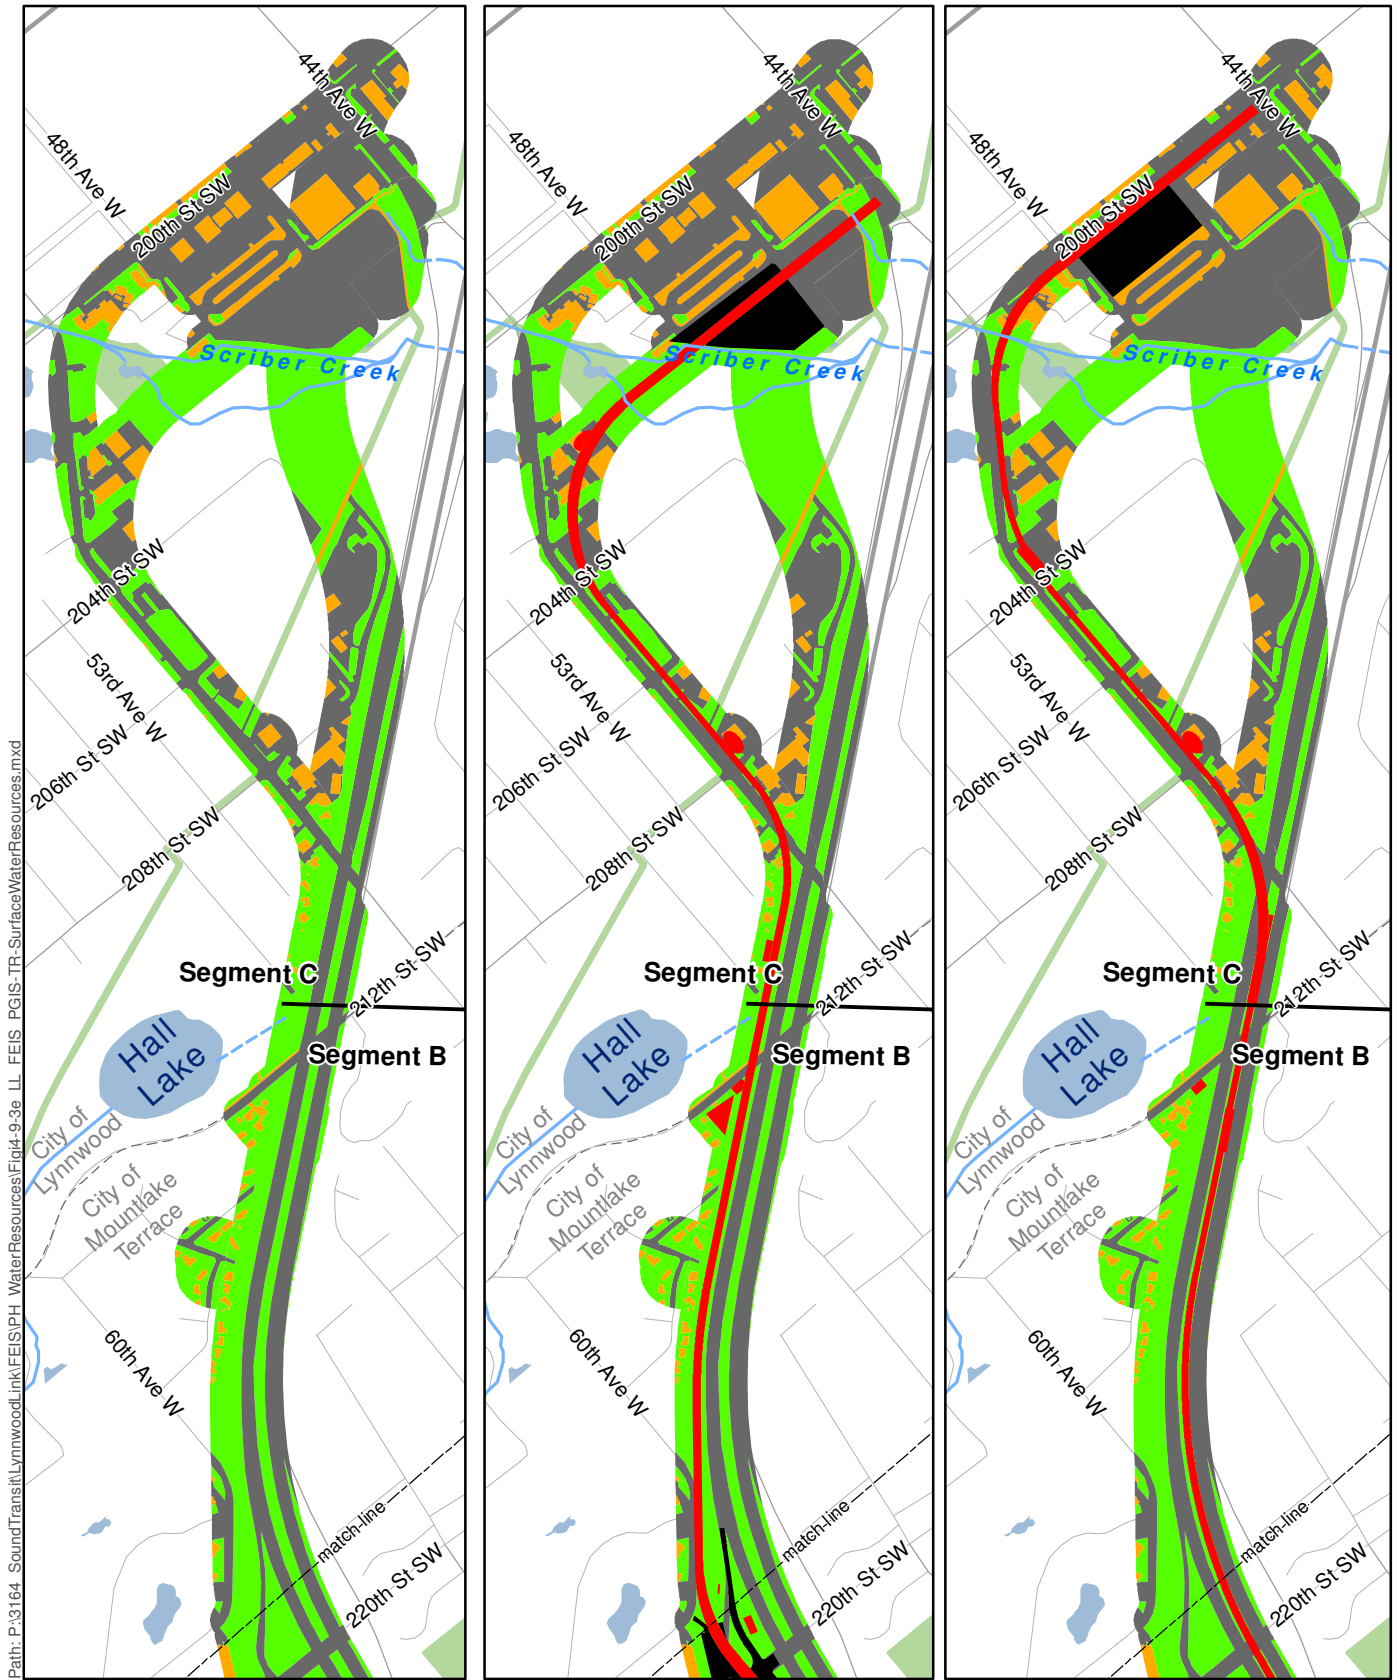 Path: P:\3164_SoundTransit\LynnwoodLink\FEIS\PH_WaterResources\Fig\4-9-3e_LL_FEIS_PGIS-TR-SurfaceWaterResources.mxd
44th Ave W
48th Ave W
200th St SW
Scriber Creek
204th St SW
53rd Ave W
206th St SW
208th St SW
Segment C
212th St SW
Hall
Lake
Segment B
City of
Lynnwood
City of
Mountlake
Terrace
60th Ave W
match-line
220th St SW
44th Ave W
48th Ave W
200th St SW
Scriber Creek
204th St SW
53rd Ave W
206th St SW
208th St SW
Segment C
212th St SW
Hall
Lake
Segment B
City of
Lynnwood
City of
Mountlake
Terrace
60th Ave W
match-line
220th St SW
44th Ave W
48th Ave W
200th St SW
Scriber Creek
204th St SW
53rd Ave W
206th St SW
208th St SW
Segment C
212th St SW
Hall
Lake
Segment B
City of
Lynnwood
City of
Mountlake
Terrace
60th Ave W
match-line
220th St SW